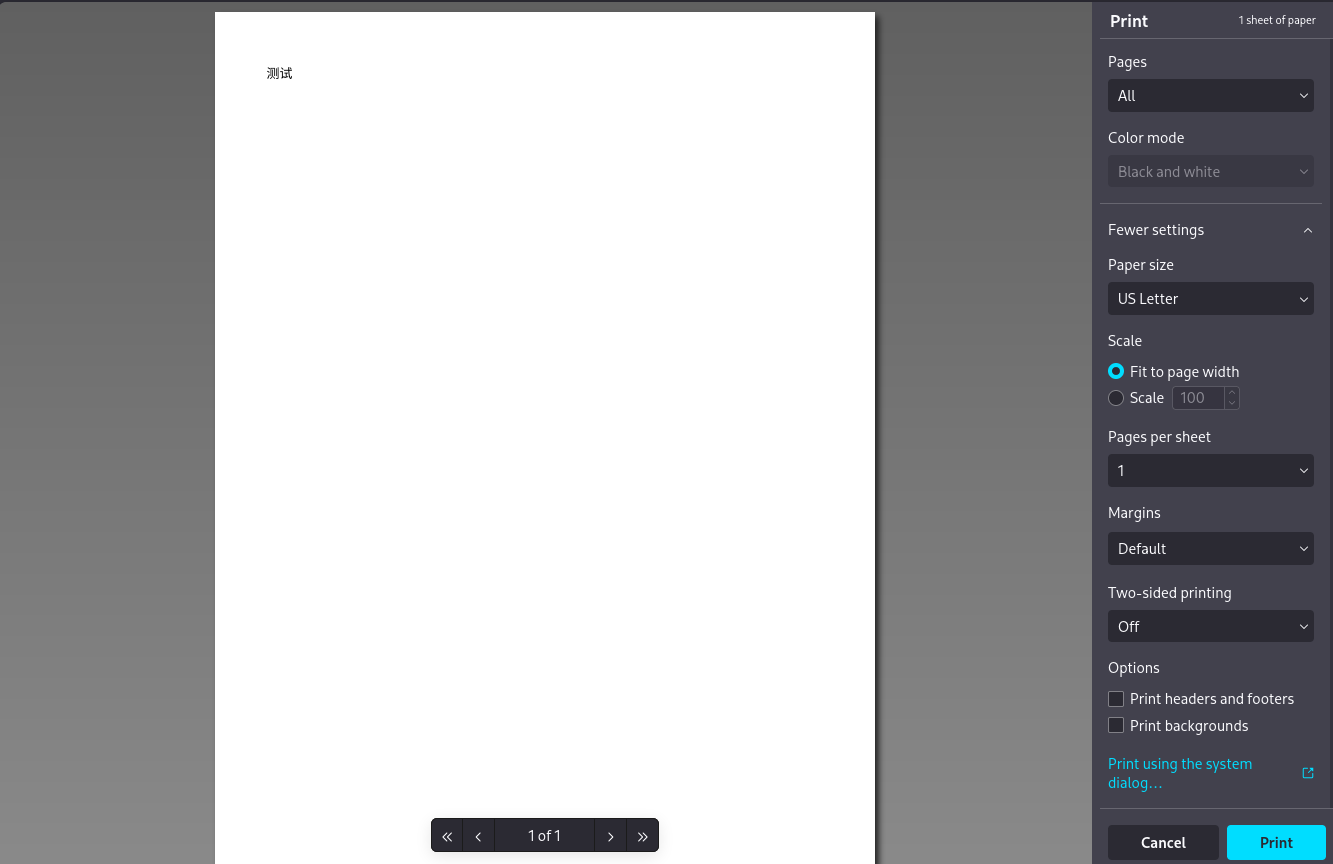 测试
1 of 1
Print
1 sheet of paper
Pages
All
Color mode
Black and white
Fewer settings
Paper size
US Letter
Scale
Fit to page width
Scale 100
Pages per sheet
1
Margins
Default
Two-sided printing
Off
Options
Print headers and footers
Print backgrounds
Print using the system
dialog…
Cancel
Print